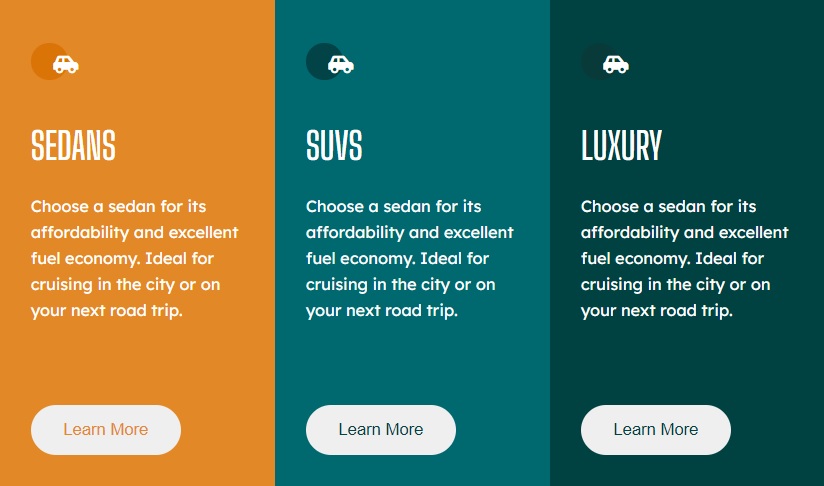 SEDANS
Choose a sedan for its
affordability and excellent
fuel economy. Ideal for
cruising in the city or on
your next road trip.
Learn More
SUVS
Choose a sedan for its
affordability and excellent
fuel economy. Ideal for
cruising in the city or on
your next road trip.
Learn More
LUXURY
Choose a sedan for its
affordability and excellent
fuel economy. Ideal for
cruising in the city or on
your next road trip.
Learn More